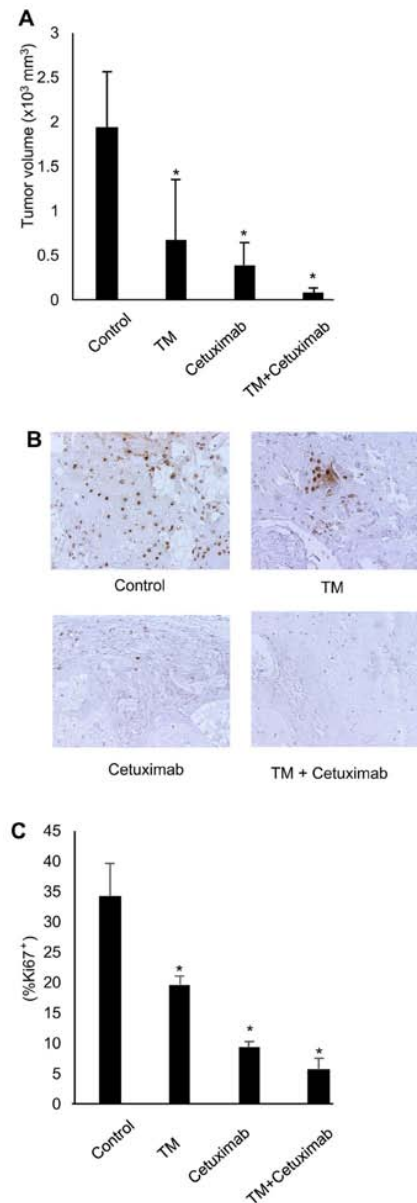 A
Tumor volume (x10³ mm³)
3
2.5
2
1.5
1
0.5
0
*
*
*
Control
TM
Cetuximab
TM+Cetuximab
B
Control
TM
Cetuximab
TM + Cetuximab
C
(%Ki67⁺)
45
40
35
30
25
20
15
10
5
0
*
*
*
Control
TM
Cetuximab
TM+Cetuximab